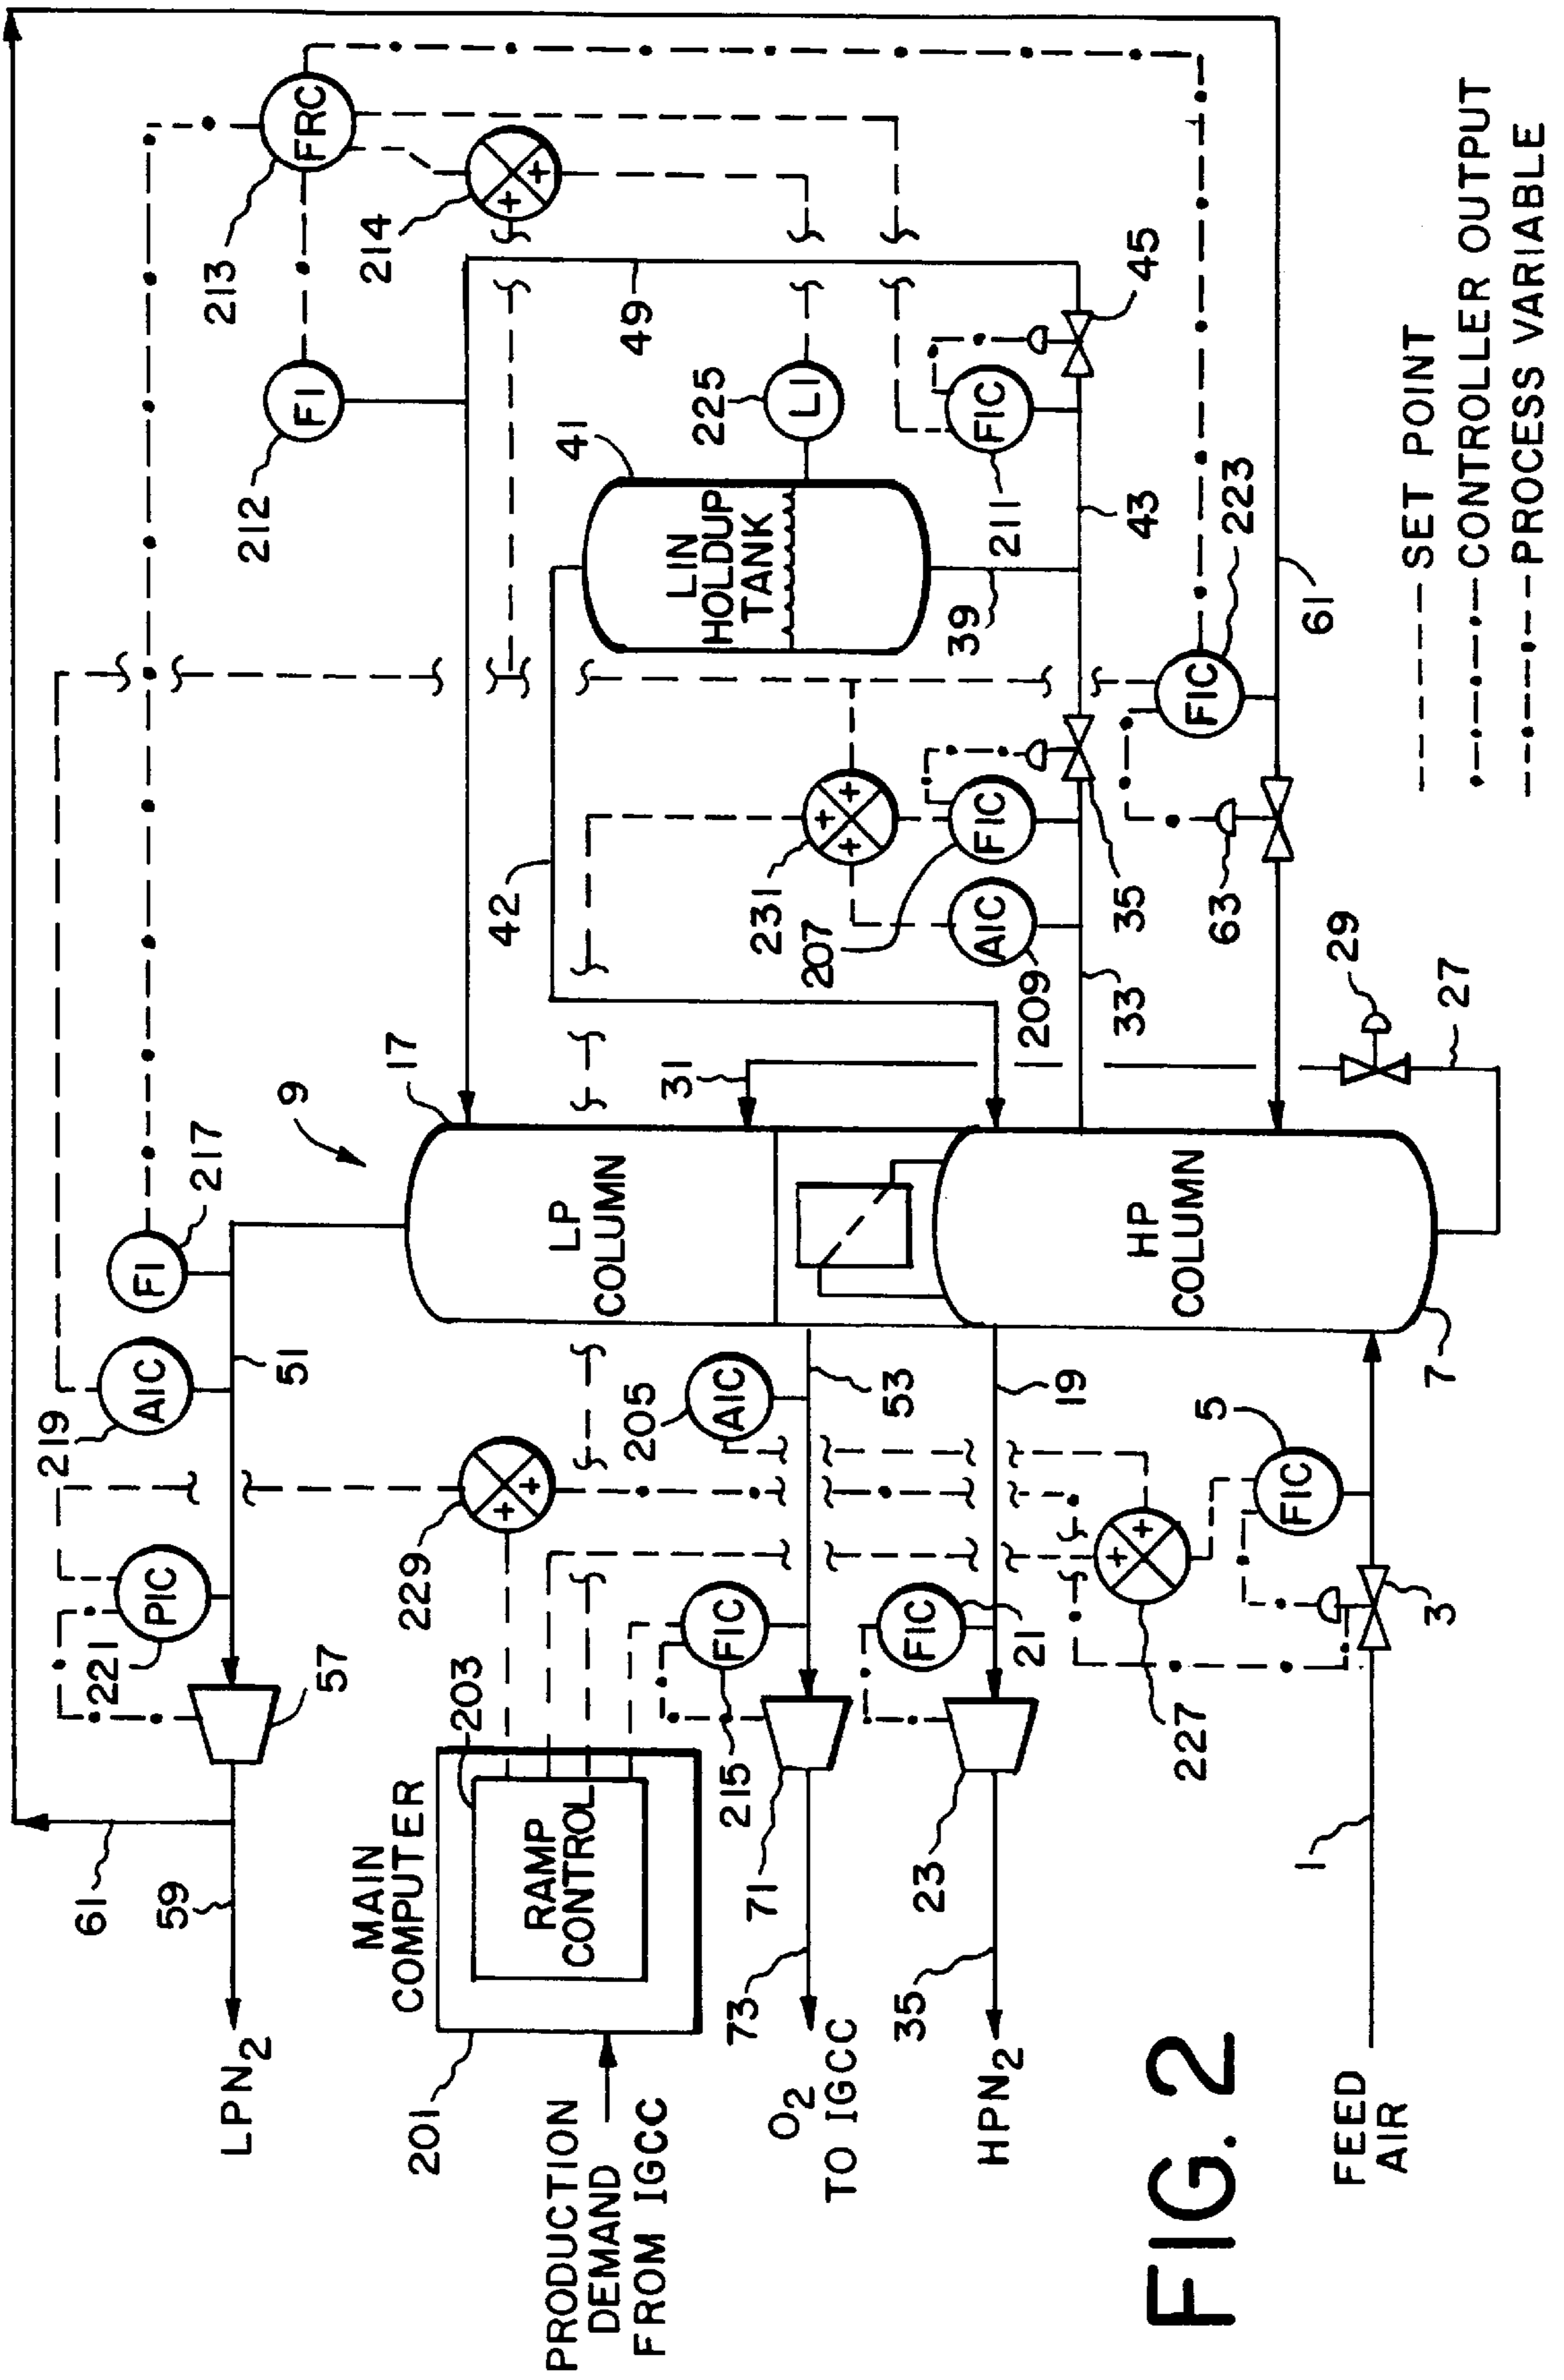 61
59
LPN2
221
PIC
57
219
AIC
51
FI
217
9
17
213
FRC
212
FI
214
+
+
49
MAIN
COMPUTER
203
RAMP
CONTROL
201
PRODUCTION
DEMAND
FROM IGCC
229
+
+
LP
COLUMN
31
42
41
LIN
HOLDUP
TANK
225
LI
205
AIC
53
215
FIC
71
73
O2
TO IGCC
231
+
+
+
207
FIC
AIC
209
33
35
39
43
211
FIC
45
19
FIC
21
23
35
HPN2
HP
COLUMN
7
227
+
+
5
FIC
3
1
FEED
AIR
FIC
223
63
61
29
27
SET POINT
CONTROLLER OUTPUT
PROCESS VARIABLE
FIG. 2